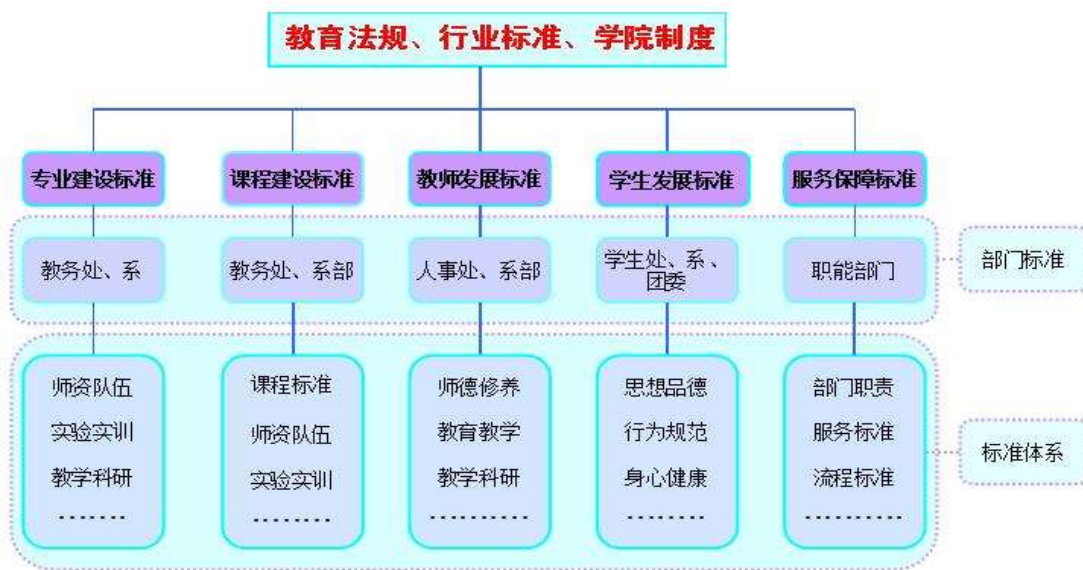 教育法规、行业标准、学院制度
专业建设标准
课程建设标准
教师发展标准
学生发展标准
服务保障标准
教务处、系
教务处、系部
人事处、系部
学生处、系、
团委
职能部门
部门标准
师资队伍
实验实训
教学科研
.......
课程标准
师资队伍
实验实训
........
师德修养
教育教学
教学科研
..........
思想品德
行为规范
身心健康
........
部门职责
服务标准
流程标准
..........
标准体系